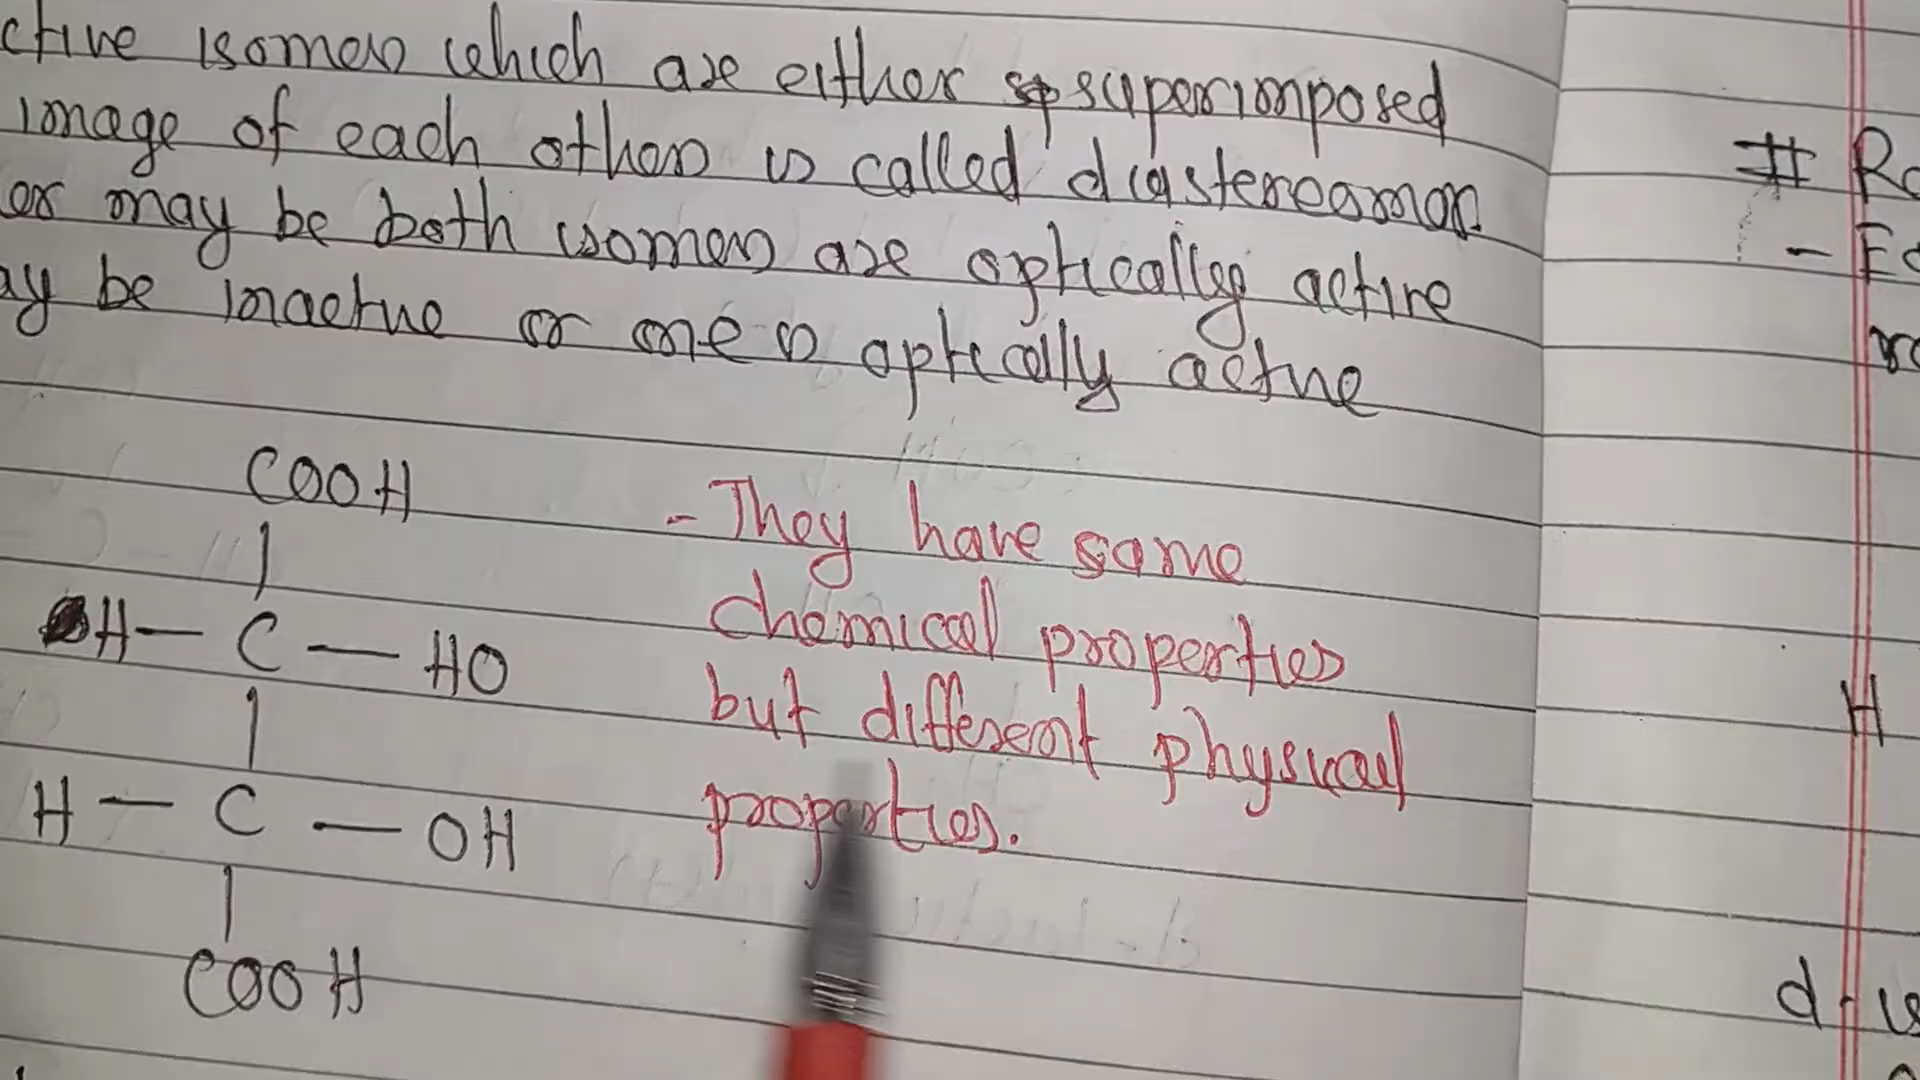 ctive isomers which are either sp superimposed
image of each other is called diastereomer.
or may be both isomers are optically active
ay be inactive or one is optically active
COOH
|
H — C — HO
|
H — C — OH
|
COOH
- They have same
chemical properties
but different physical
properties.
# R
- F
H
d